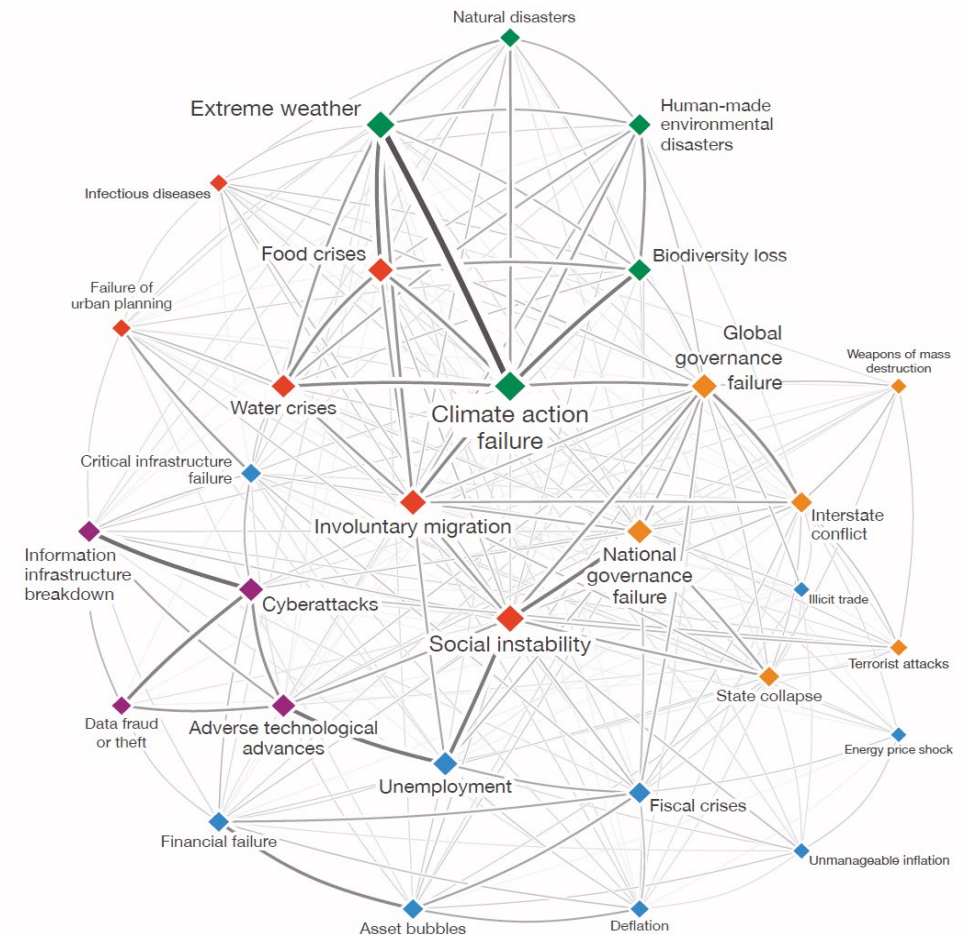 Natural disasters
Extreme weather
Human-made
environmental
disasters
Infectious diseases
Food crises
Biodiversity loss
Failure of
urban planning
Global
governance
failure
Weapons of mass
destruction
Water crises
Climate action
failure
Critical infrastructure
failure
Involuntary migration
Interstate
conflict
Information
infrastructure
breakdown
National
governance
failure
Cyberattacks
Illicit trade
Social instability
Terrorist attacks
State collapse
Data fraud
or theft
Adverse technological
advances
Energy price shock
Unemployment
Fiscal crises
Financial failure
Unmanageable inflation
Asset bubbles
Deflation